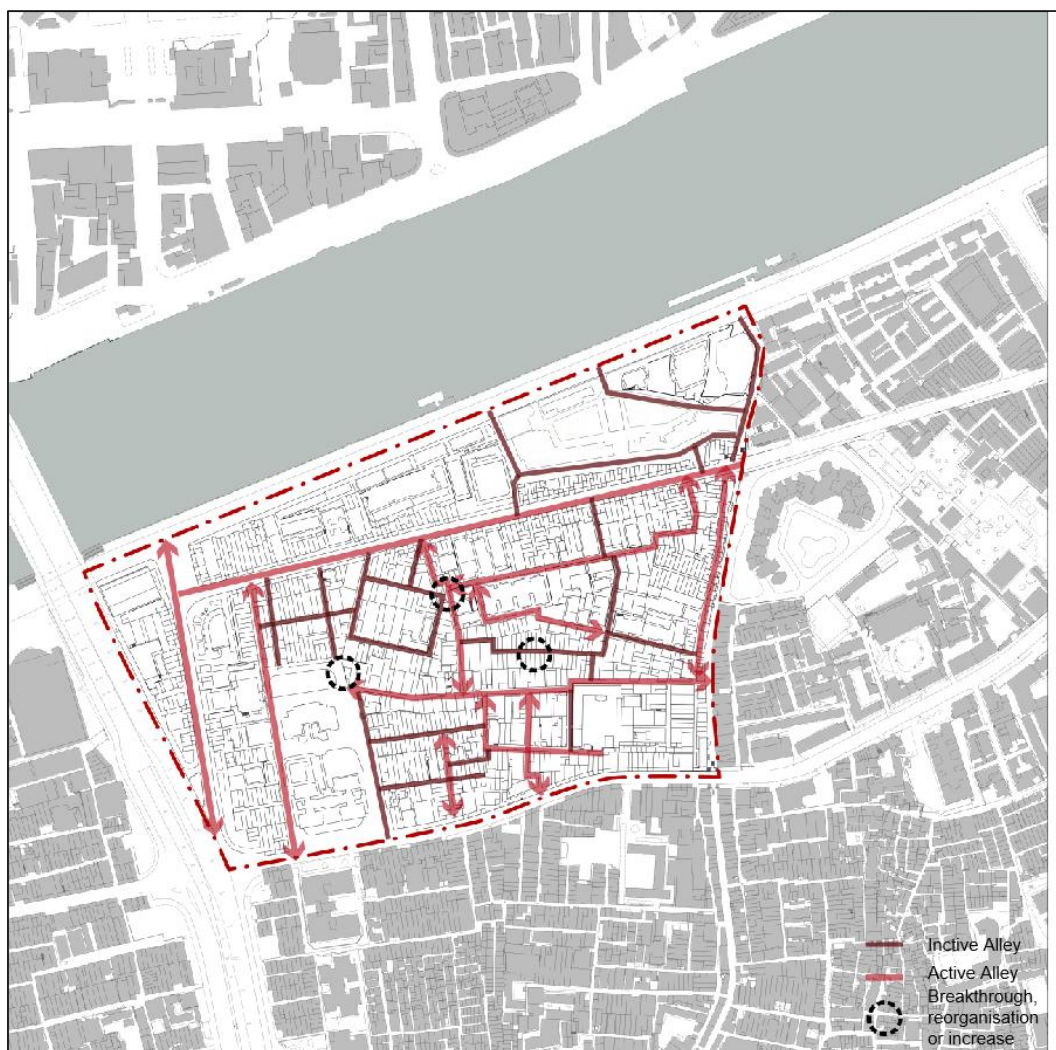 Inctive Alley
Active Alley
Breakthrough,
reorganisation
or increase